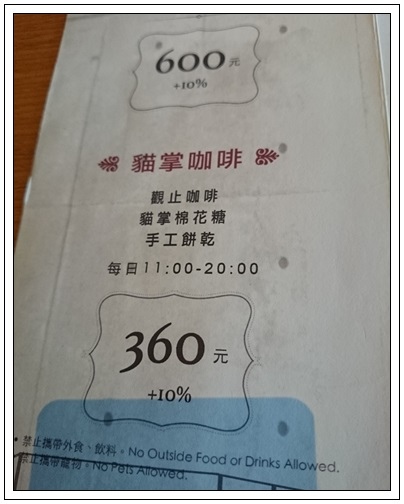 600元
+10%
貓掌咖啡
觀止咖啡
貓掌棉花糖
手工餅乾
每日11:00-20:00
360元
+10%
• 禁止攜帶外食、飲料。No Outside Food or Drinks Allowed.
禁止攜帶寵物。No Pets Allowed.